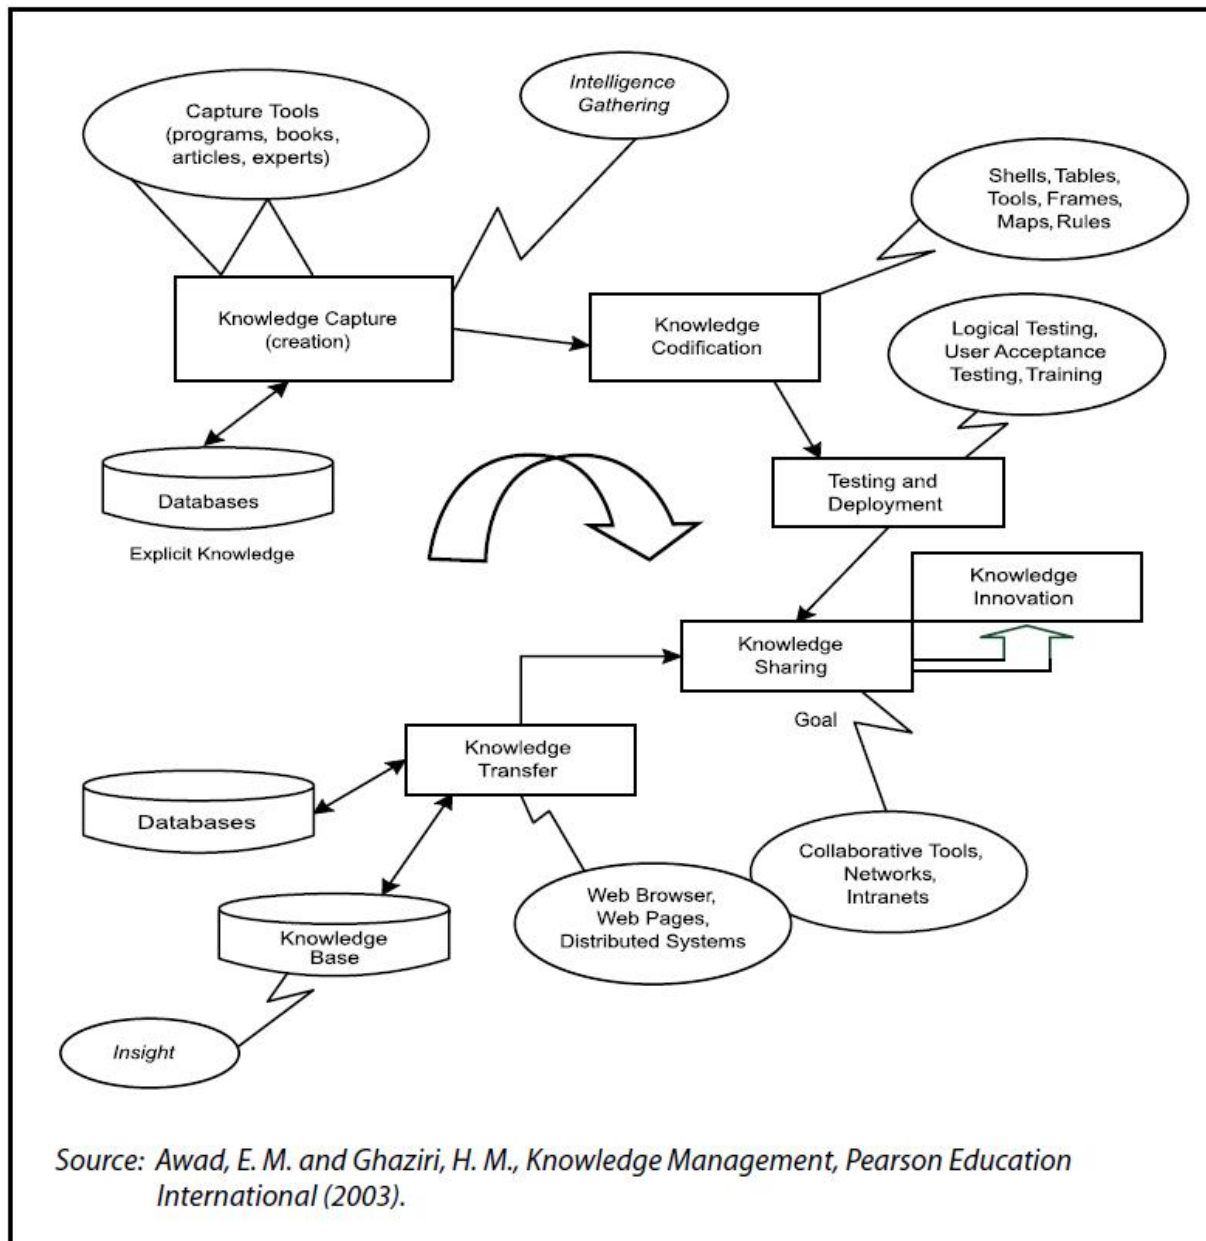 Capture Tools
(programs, books,
articles, experts)
Intelligence
Gathering
Shells, Tables,
Tools, Frames,
Maps, Rules
Knowledge Capture
(creation)
Knowledge
Codification
Logical Testing,
User Acceptance
Testing, Training
Databases
Explicit Knowledge
Testing and
Deployment
Knowledge
Innovation
Knowledge
Sharing
Goal
Knowledge
Transfer
Databases
Collaborative Tools,
Networks,
Intranets
Web Browser,
Web Pages,
Distributed Systems
Knowledge
Base
Insight
Source: Awad, E. M. and Ghaziri, H. M., Knowledge Management, Pearson Education
International (2003).